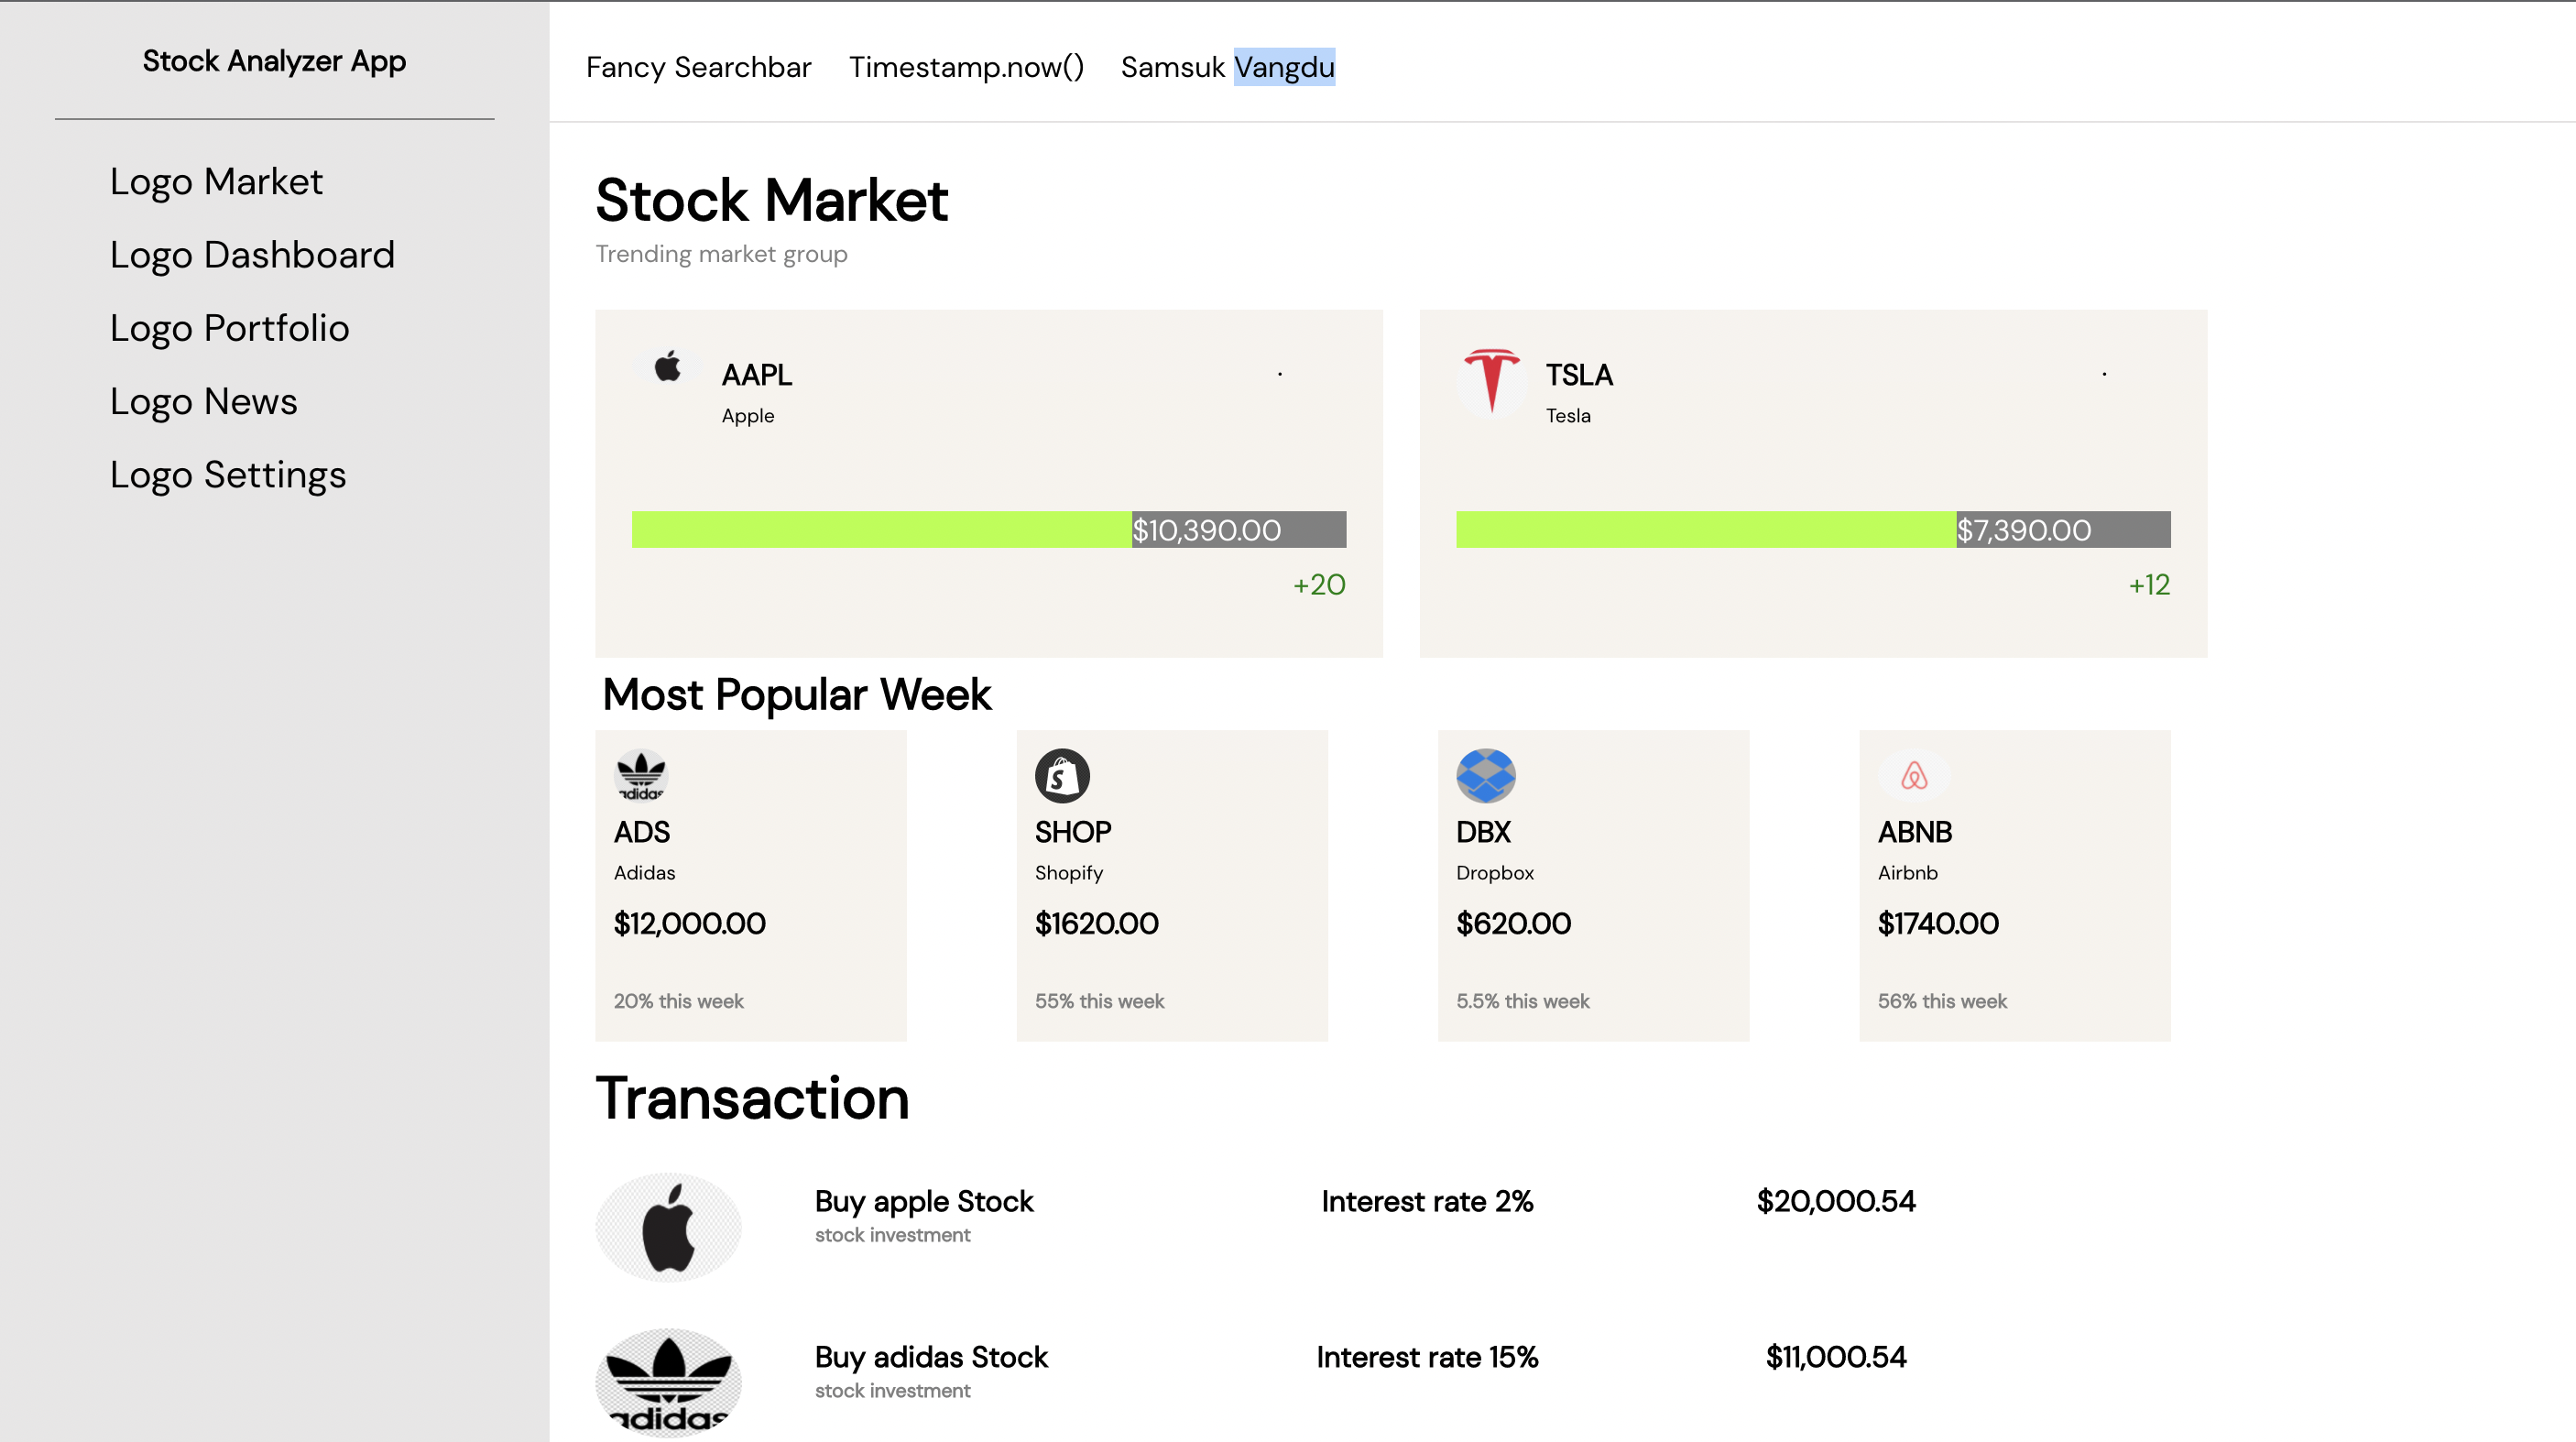 Stock Analyzer App
Logo Market
Logo Dashboard
Logo Portfolio
Logo News
Logo Settings
Fancy Searchbar Timestamp.now() Samsuk Vangdu
Stock Market
Trending market group
AAPL
Apple
$10,390.00
+20
TSLA
Tesla
$7,390.00
+12
Most Popular Week
adidas
ADS
Adidas
$12,000.00
20% this week
S
SHOP
Shopify
$1620.00
55% this week
DBX
Dropbox
$620.00
5.5% this week
ABNB
Airbnb
$1740.00
56% this week
Transaction
Buy apple Stock Interest rate 2% $20,000.54
stock investment
Buy adidas Stock Interest rate 15% $11,000.54
stock investment
adidas